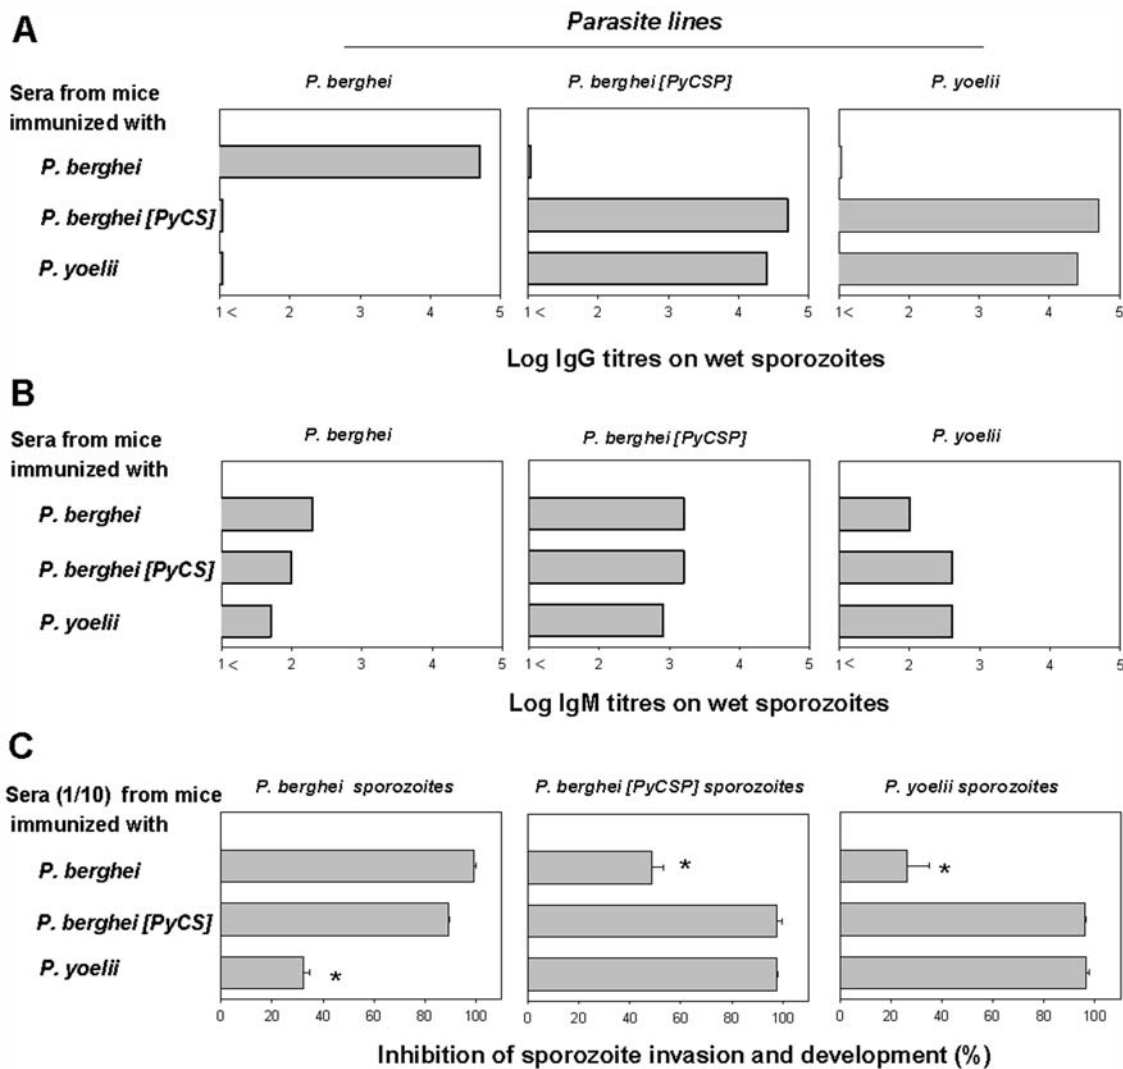 A
Parasite lines
Sera from mice
immunized with
P. berghei
P. berghei [PyCSP]
P. yoelii
P. berghei
P. berghei [PyCS]
P. yoelii
1 < 2 3 4 5
1 < 2 3 4 5
1 < 2 3 4 5
Log IgG titres on wet sporozoites
B
Sera from mice
immunized with
P. berghei
P. berghei [PyCSP]
P. yoelii
P. berghei
P. berghei [PyCS]
P. yoelii
1 < 2 3 4 5
1 < 2 3 4 5
1 < 2 3 4 5
Log IgM titres on wet sporozoites
C
Sera (1/10) from mice
immunized with
P. berghei sporozoites
P. berghei [PyCSP] sporozoites
P. yoelii sporozoites
P. berghei
* *
P. berghei [PyCS]
P. yoelii
*
0 20 40 60 80 100
0 20 40 60 80 100
0 20 40 60 80 100
Inhibition of sporozoite invasion and development (%)